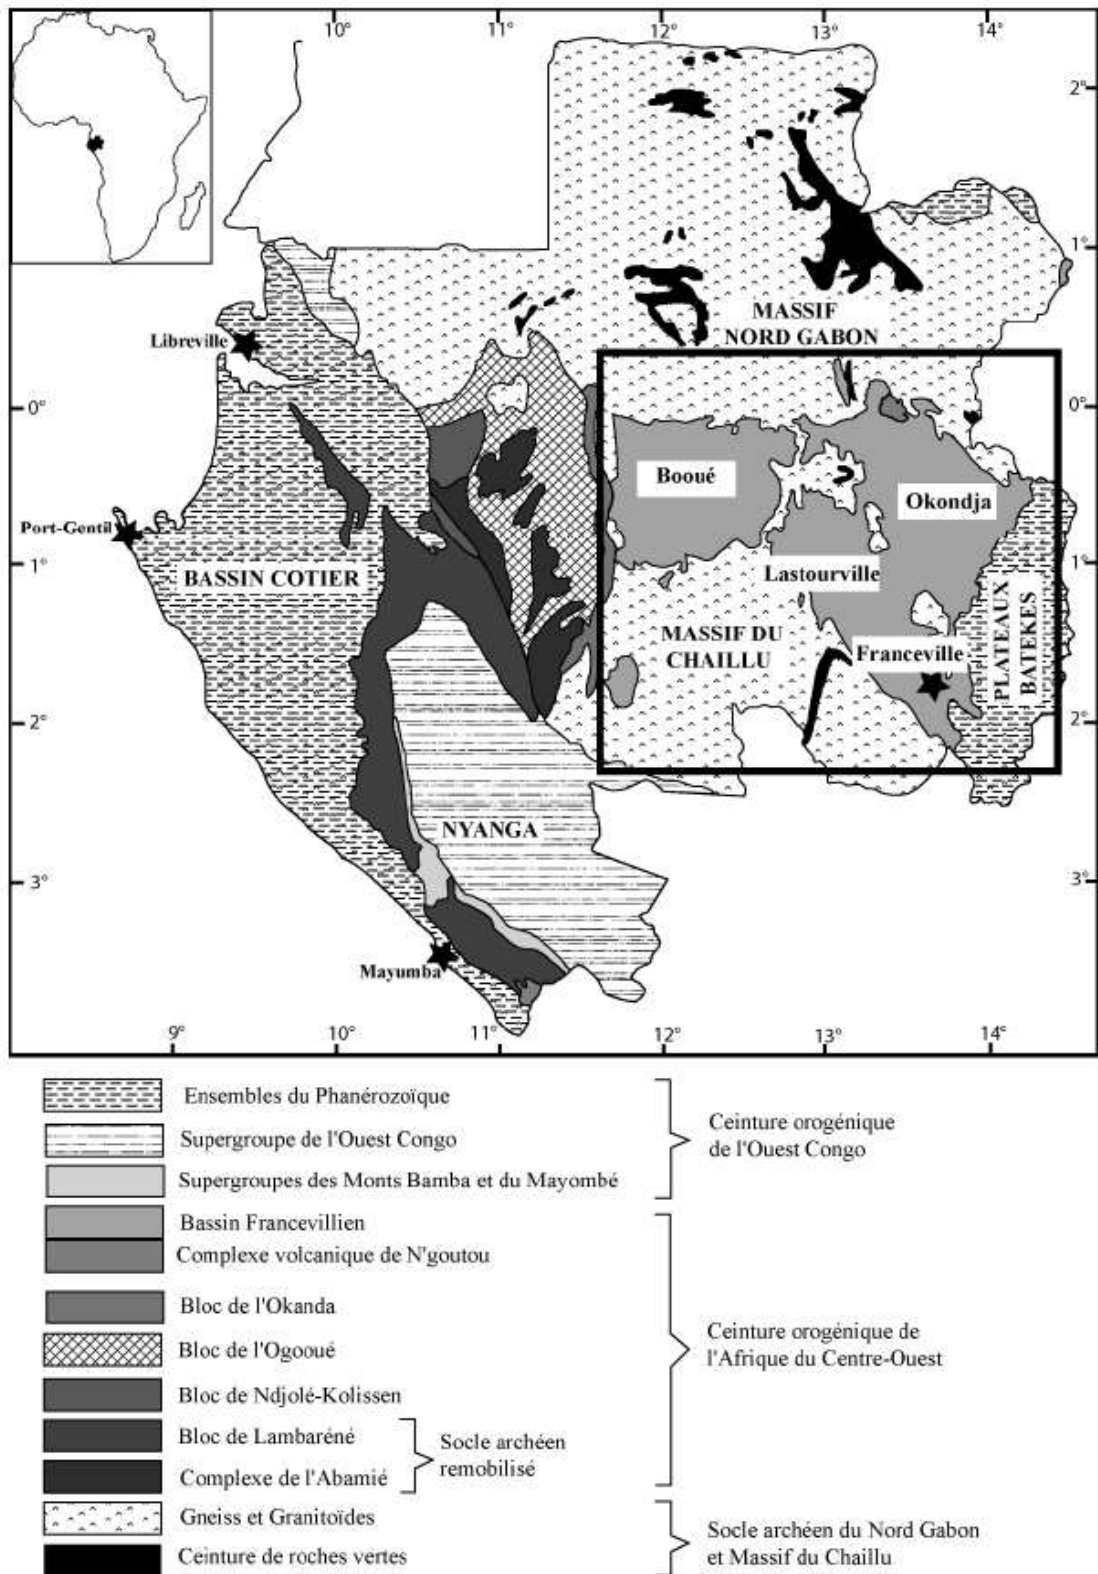 10°
11°
12°
13°
14°
2°
1°
MASSIF
NORD GABON
Libreville
0°
0°
Booué
Okondja
Port-Gentil
1°
BASSIN COTIER
1°
Lastourville
MASSIF DU
CHAILLU
Franceville
PLATEAUX
BATEKES
2°
2°
NYANGA
3°
3°
Mayumba
9°
10°
11°
12°
13°
14°
Ensembles du Phanérozoïque
Supergroupe de l'Ouest Congo
Supergroupes des Monts Bamba et du Mayombé
Ceinture orogénique
de l'Ouest Congo
Bassin Francevillien
Complexe volcanique de N'goutou
Bloc de l'Okanda
Bloc de l'Ogooué
Bloc de Ndjolé-Kolissen
Bloc de Lambaréné
Complexe de l'Abamié
Socle archéen
remobilisé
Ceinture orogénique de
l'Afrique du Centre-Ouest
Gneiss et Granitoïdes
Ceinture de roches vertes
Socle archéen du Nord Gabon
et Massif du Chaillu